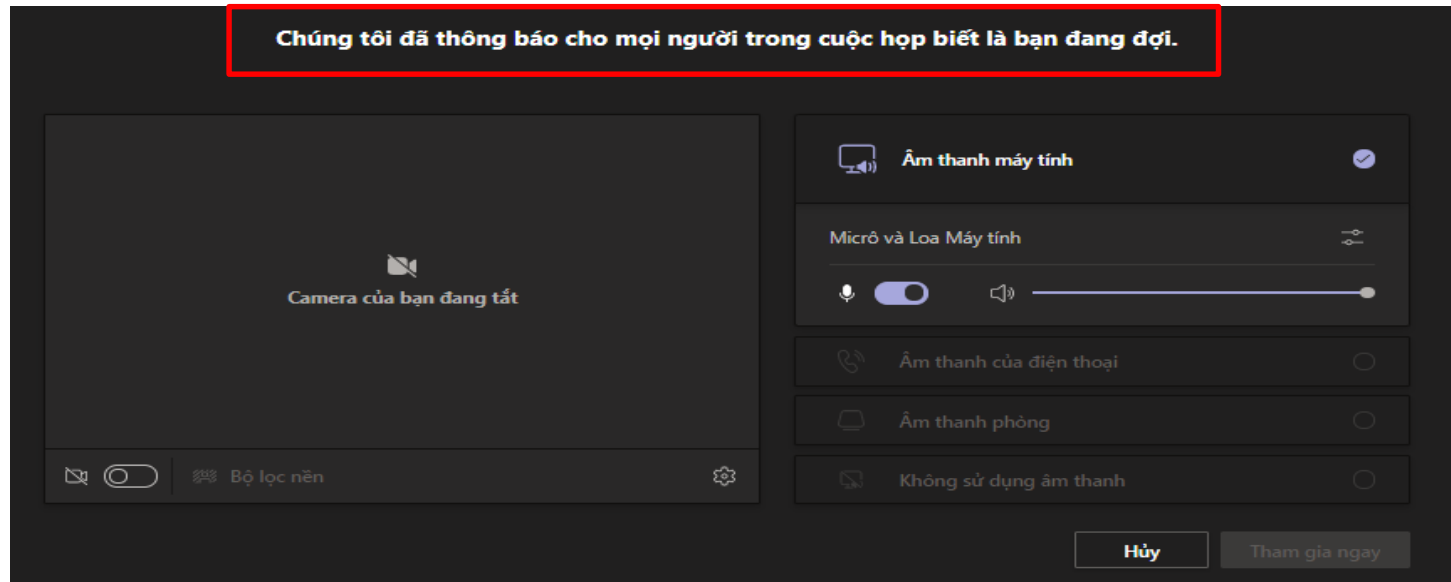 Chúng tôi đã thông báo cho mọi người trong cuộc họp biết là bạn đang đợi.
Camera của bạn đang tắt
Bộ lọc nền
Âm thanh máy tính
Micrô và Loa Máy tính
Âm thanh của điện thoại
Âm thanh phòng
Không sử dụng âm thanh
Hủy
Tham gia ngay